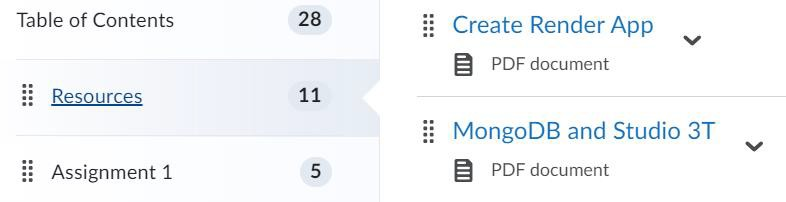 Table of Contents 28
Resources 11
Assignment 1 5
Create Render App
PDF document
MongoDB and Studio 3T
PDF document